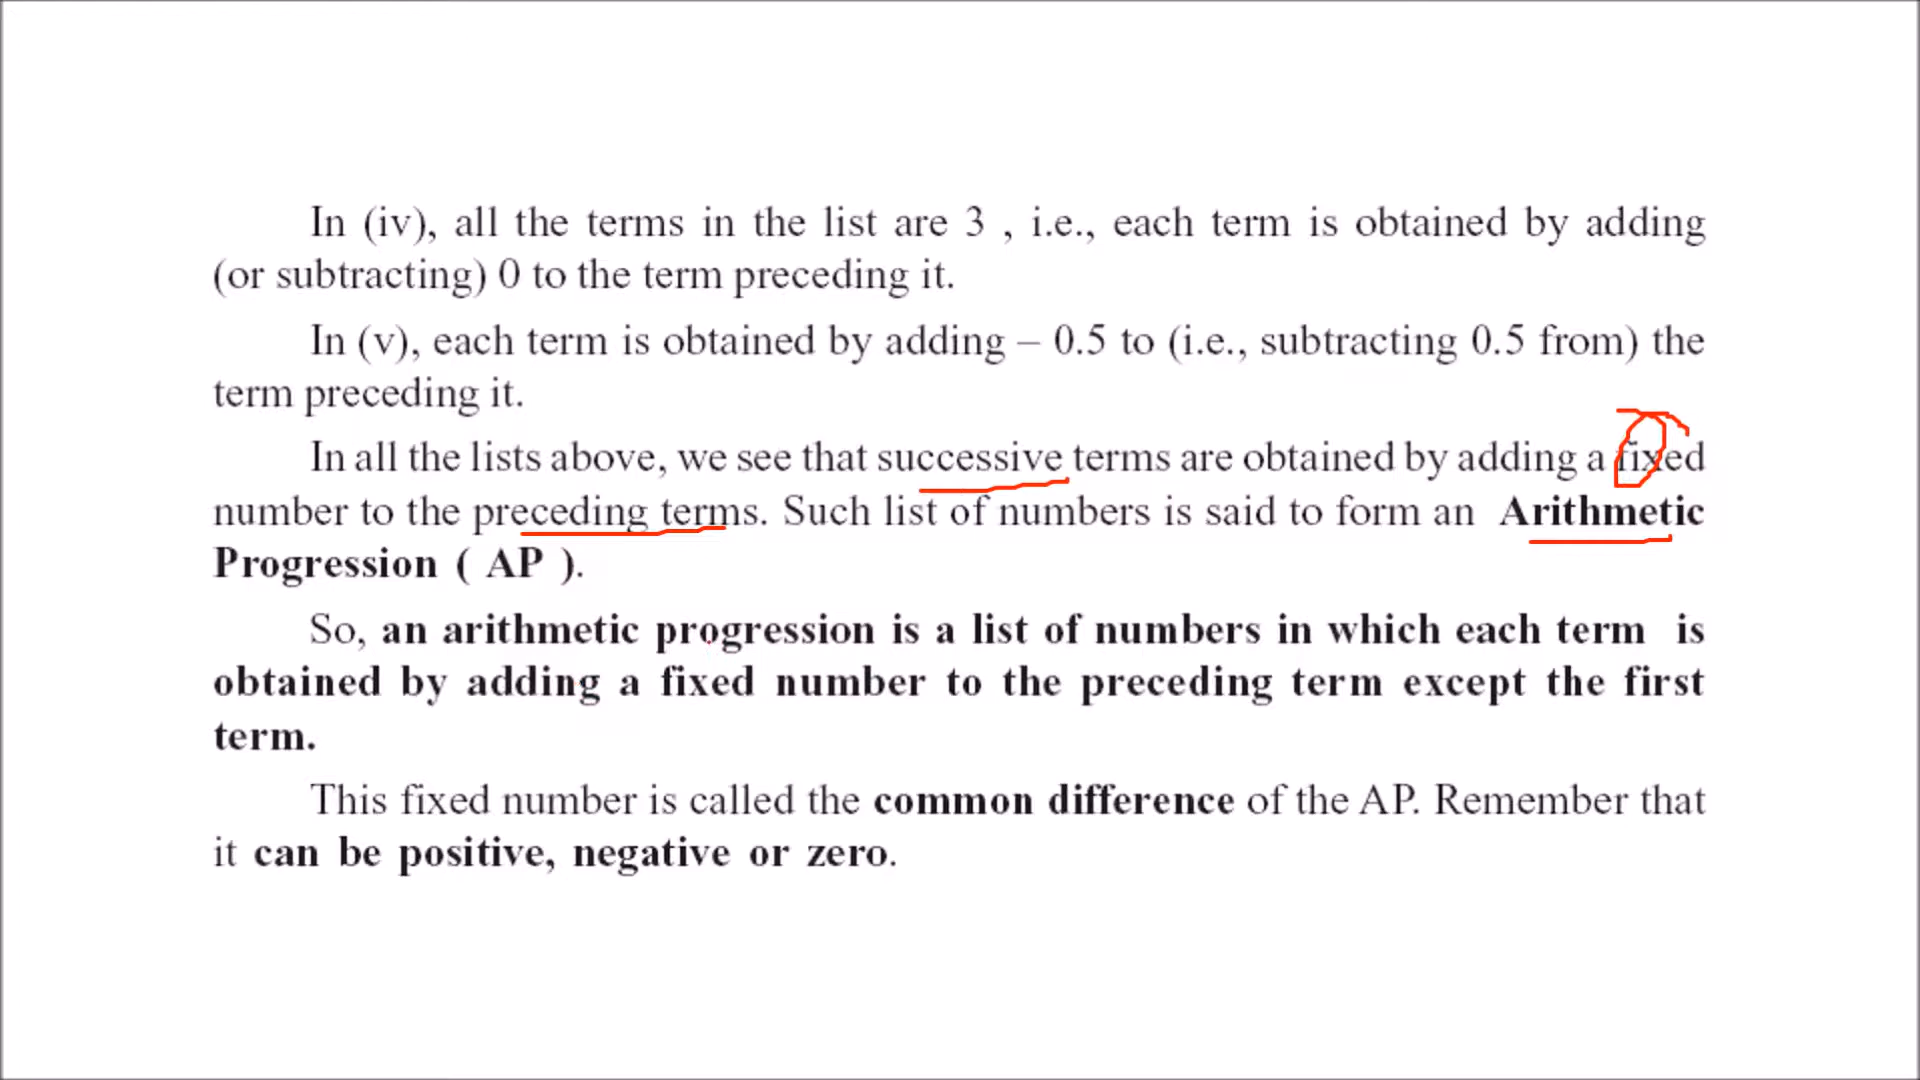 In (iv), all the terms in the list are 3 , i.e., each term is obtained by adding
(or subtracting) 0 to the term preceding it.
In (v), each term is obtained by adding – 0.5 to (i.e., subtracting 0.5 from) the
term preceding it.
In all the lists above, we see that successive terms are obtained by adding a fixed
number to the preceding terms. Such list of numbers is said to form an Arithmetic
Progression ( AP ).
So, an arithmetic progression is a list of numbers in which each term is
obtained by adding a fixed number to the preceding term except the first
term.
This fixed number is called the common difference of the AP. Remember that
it can be positive, negative or zero.